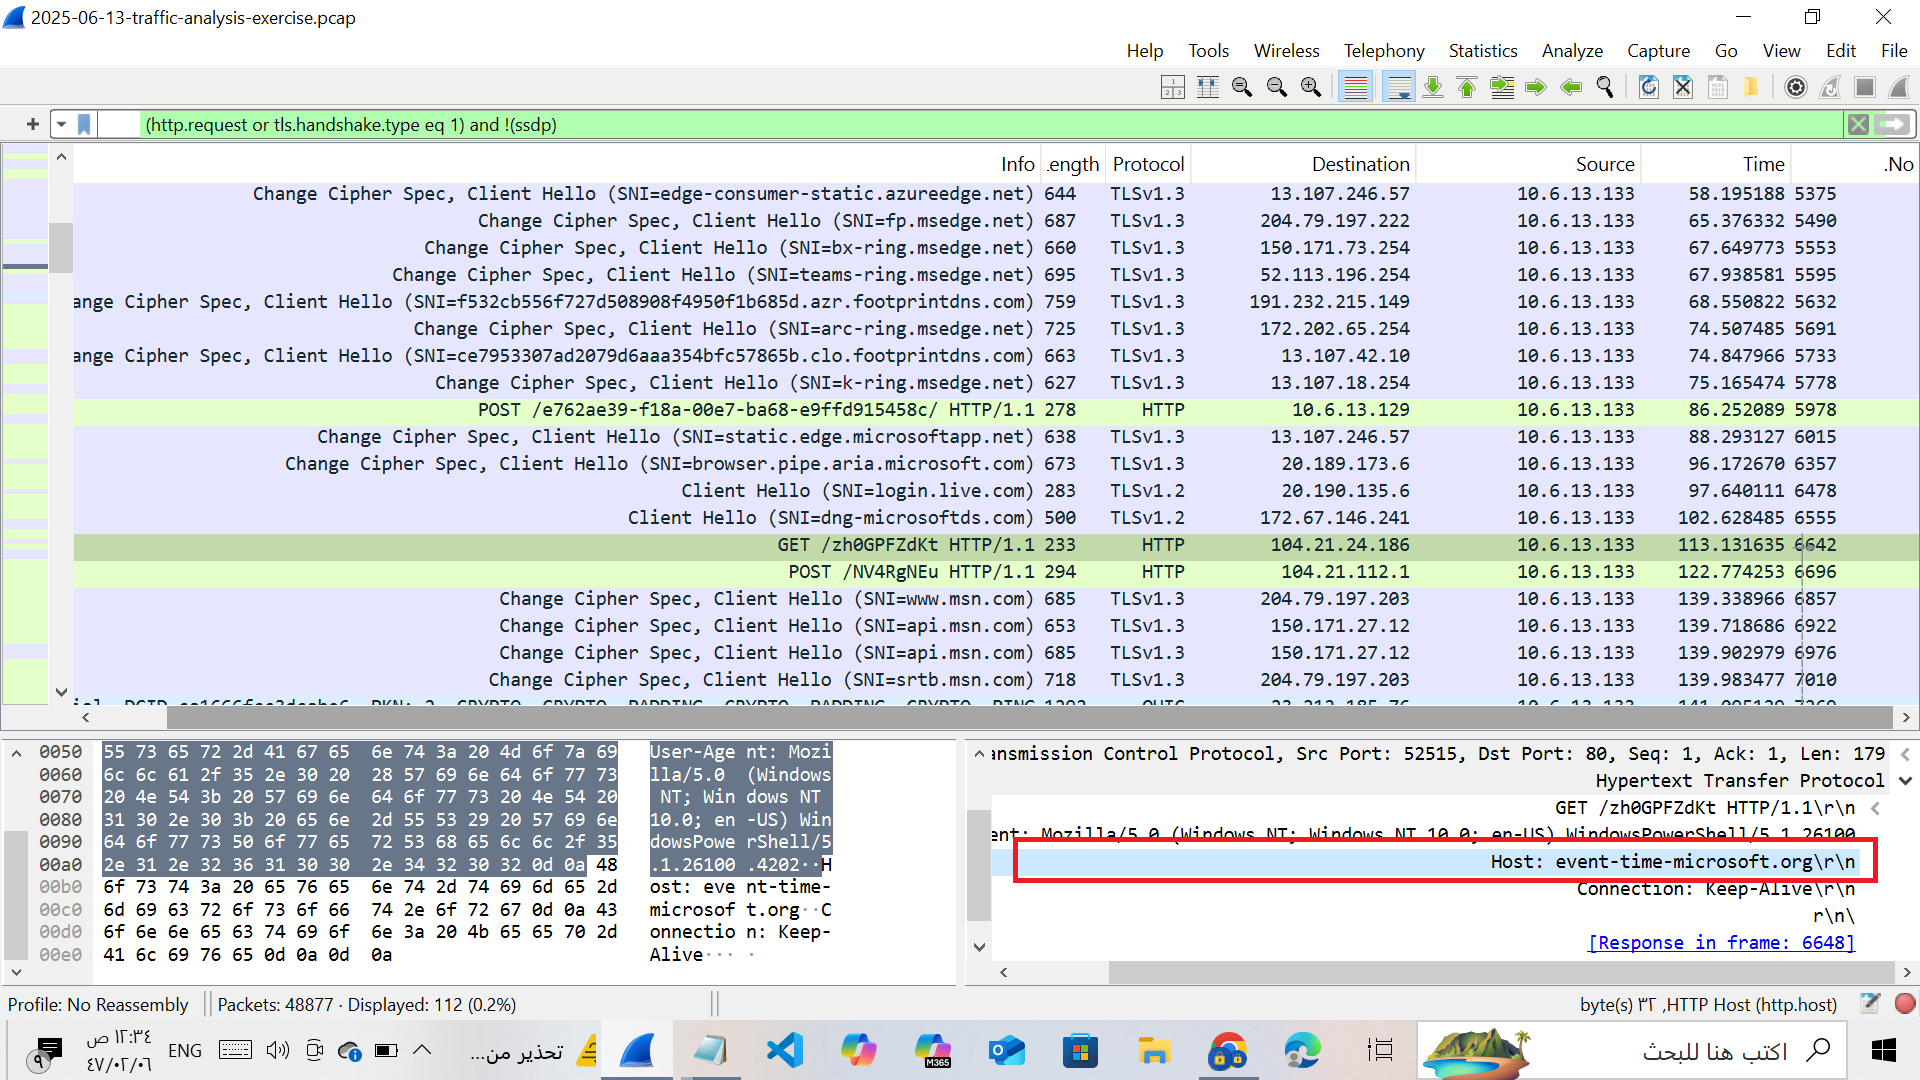 2025-06-13-traffic-analysis-exercise.pcap
Help Tools Wireless Telephony Statistics Analyze Capture Go View Edit File
(http.request or tls.handshake.type eq 1) and !(ssdp)
Info .ength Protocol Destination Source Time .No
Change Cipher Spec, Client Hello (SNI=edge-consumer-static.azureedge.net) 644 TLSv1.3 13.107.246.57 10.6.13.133 58.195188 5375
Change Cipher Spec, Client Hello (SNI=fp.msedge.net) 687 TLSv1.3 204.79.197.222 10.6.13.133 65.376332 5490
Change Cipher Spec, Client Hello (SNI=bx-ring.msedge.net) 660 TLSv1.3 150.171.73.254 10.6.13.133 67.649773 5553
Change Cipher Spec, Client Hello (SNI=teams-ring.msedge.net) 695 TLSv1.3 52.113.196.254 10.6.13.133 67.938581 5595
ange Cipher Spec, Client Hello (SNI=f532cb556f727d508908f4950f1b685d.azr.footprintdns.com) 759 TLSv1.3 191.232.215.149 10.6.13.133 68.550822 5632
Change Cipher Spec, Client Hello (SNI=arc-ring.msedge.net) 725 TLSv1.3 172.202.65.254 10.6.13.133 74.507485 5691
ange Cipher Spec, Client Hello (SNI=ce7953307ad2079d6aaa354bfc57865b.clo.footprintdns.com) 663 TLSv1.3 13.107.42.10 10.6.13.133 74.847966 5733
Change Cipher Spec, Client Hello (SNI=k-ring.msedge.net) 627 TLSv1.3 13.107.18.254 10.6.13.133 75.165474 5778
POST /e762ae39-f18a-00e7-ba68-e9ffd915458c/ HTTP/1.1 278 HTTP 10.6.13.129 10.6.13.133 86.252089 5978
Change Cipher Spec, Client Hello (SNI=static.edge.microsoftapp.net) 638 TLSv1.3 13.107.246.57 10.6.13.133 88.293127 6015
Change Cipher Spec, Client Hello (SNI=browser.pipe.aria.microsoft.com) 673 TLSv1.3 20.189.173.6 10.6.13.133 96.172670 6357
Client Hello (SNI=login.live.com) 283 TLSv1.2 20.190.135.6 10.6.13.133 97.640111 6478
Client Hello (SNI=dng-microsoftds.com) 500 TLSv1.2 172.67.146.241 10.6.13.133 102.628485 6555
GET /zh0GPFZdKt HTTP/1.1 233 HTTP 104.21.24.186 10.6.13.133 113.131635 6642
POST /NV4RgNEu HTTP/1.1 294 HTTP 104.21.112.1 10.6.13.133 122.774253 6696
Change Cipher Spec, Client Hello (SNI=www.msn.com) 685 TLSv1.3 204.79.197.203 10.6.13.133 139.338966 6857
Change Cipher Spec, Client Hello (SNI=api.msn.com) 653 TLSv1.3 150.171.27.12 10.6.13.133 139.718686 6922
Change Cipher Spec, Client Hello (SNI=api.msn.com) 685 TLSv1.3 150.171.27.12 10.6.13.133 139.902979 6976
Change Cipher Spec, Client Hello (SNI=srtb.msn.com) 718 TLSv1.3 204.79.197.203 10.6.13.133 139.983477 7010
0050 55 73 65 72 2d 41 67 65 6e 74 3a 20 4d 6f 7a 69 User-Age nt: Mozi
0060 6c 6c 61 2f 35 2e 30 20 28 57 69 6e 64 6f 77 73 lla/5.0 (Windows
0070 20 4e 54 3b 20 57 69 6e 64 6f 77 73 20 4e 54 20 NT; Win dows NT
0080 31 30 2e 30 3b 20 65 6e 2d 55 53 29 20 57 69 6e 10.0; en -US) Win
0090 64 6f 77 73 50 6f 77 65 72 53 68 65 6c 6c 2f 35 dowsPowe rShell/5
00a0 2e 31 2e 32 36 31 30 30 2e 34 32 30 32 0d 0a 48 .1.26100 .4202··H
00b0 6f 73 74 3a 20 65 76 65 6e 74 2d 74 69 6d 65 2d ost: eve nt-time-
00c0 6d 69 63 72 6f 73 6f 66 74 2e 6f 72 67 0d 0a 43 microsof t.org··C
00d0 6f 6e 6e 65 63 74 69 6f 6e 3a 20 4b 65 65 70 2d onnectio n: Keep-
00e0 41 6c 69 76 65 0d 0a 0d 0a Alive··· ·
ansmission Control Protocol, Src Port: 52515, Dst Port: 80, Seq: 1, Ack: 1, Len: 179
Hypertext Transfer Protocol
GET /zh0GPFZdKt HTTP/1.1\r\n
ent: Mozilla/5.0 (Windows NT; Windows NT 10.0; en-US) WindowsPowerShell/5.1.26100
Host: event-time-microsoft.org\r\n
Connection: Keep-Alive\r\n
r\n\
[Response in frame: 6648]
Profile: No Reassembly Packets: 48877 · Displayed: 112 (0.2%) byte(s) ٣٢ ,HTTP Host (http.host)
١٢:٣٤ ص
٤٧/٠٢/٠٦
٩
ENG
تحذير من...
M365
اكتب هنا للبحث